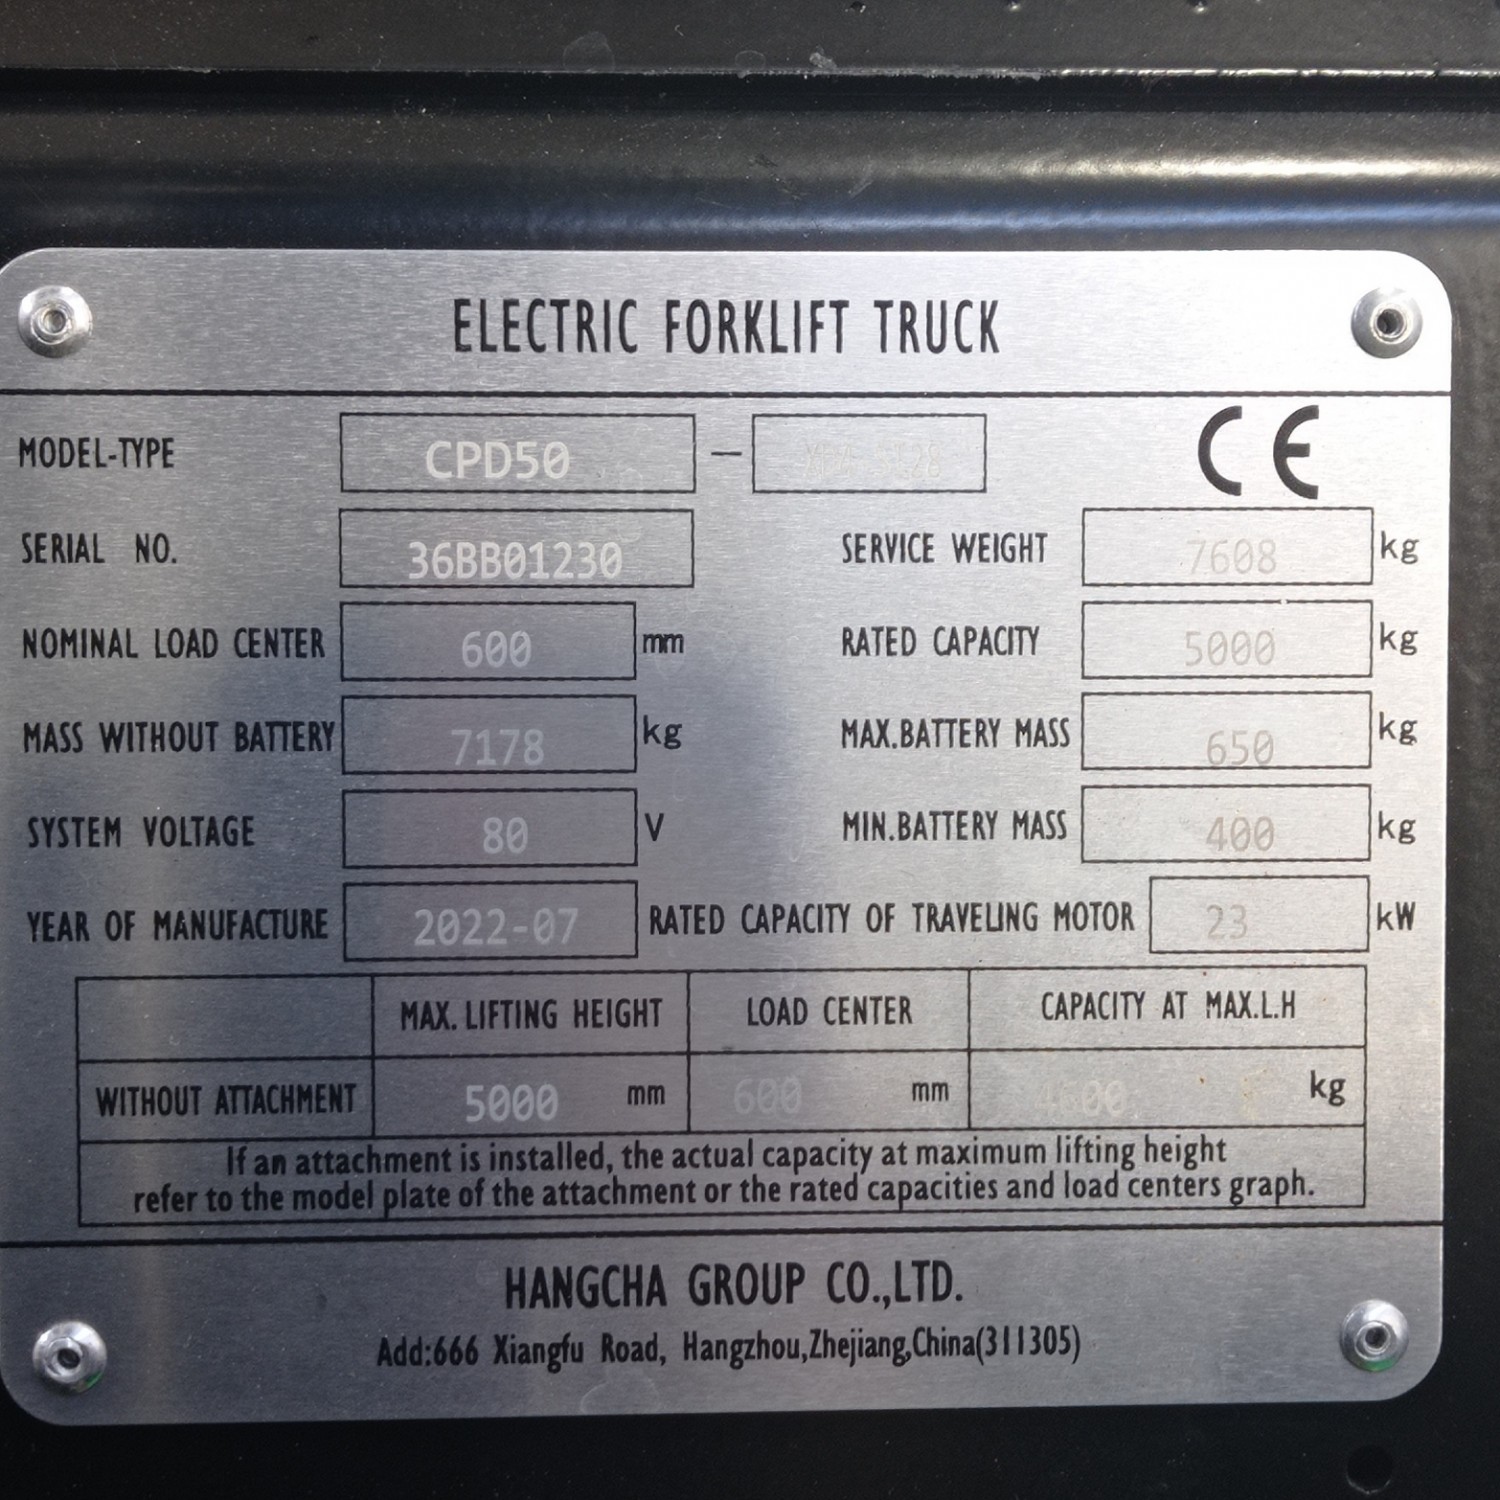 ELECTRIC FORKLIFT TRUCK
MODEL-TYPE CPD50 –
CE
SERIAL NO. 36BB01230 SERVICE WEIGHT 7608 kg
NOMINAL LOAD CENTER 600 mm RATED CAPACITY 5000 kg
MASS WITHOUT BATTERY 7178 kg MAX.BATTERY MASS 650 kg
SYSTEM VOLTAGE 80 V MIN.BATTERY MASS 400 kg
YEAR OF MANUFACTURE 2022-07 RATED CAPACITY OF TRAVELING MOTOR 23 kW
MAX. LIFTING HEIGHT LOAD CENTER CAPACITY AT MAX.L.H
WITHOUT ATTACHMENT 5000 mm 600 mm kg
If an attachment is installed, the actual capacity at maximum lifting height
refer to the model plate of the attachment or the rated capacities and load centers graph.
HANGCHA GROUP CO.,LTD.
Add:666 Xiangfu Road, Hangzhou,Zhejiang,China(311305)